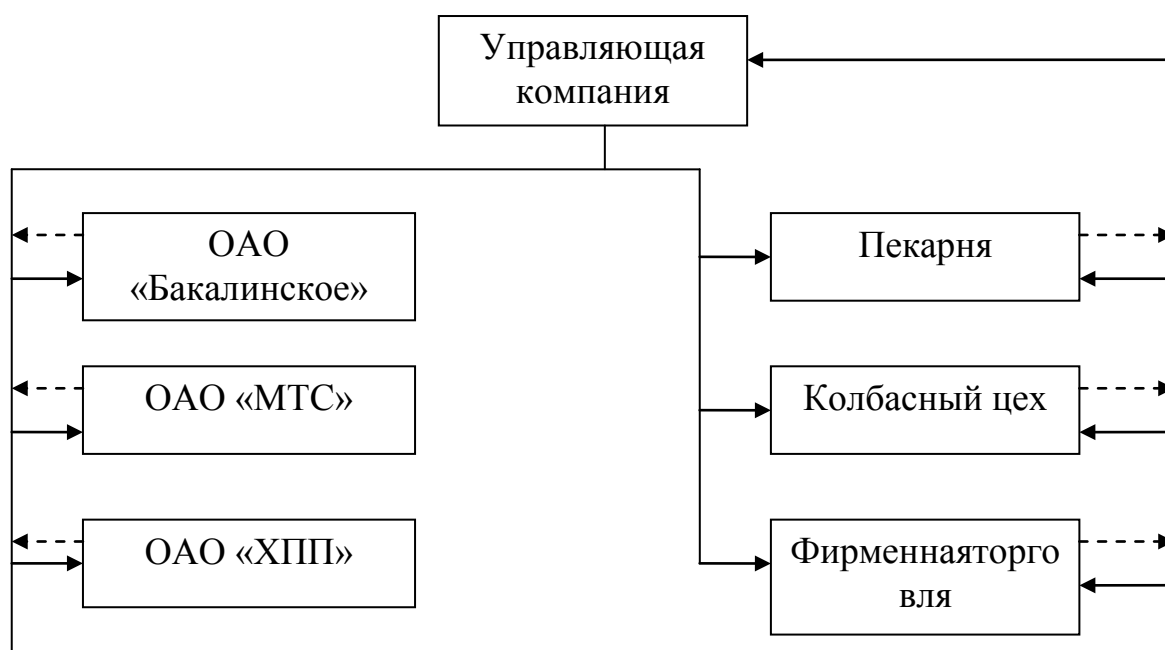 Управляющая
компания
ОАО
«Бакалинское»
ОАО «МТС»
ОАО «ХПП»
Пекарня
Колбасный цех
Фирменнаяторго
вля